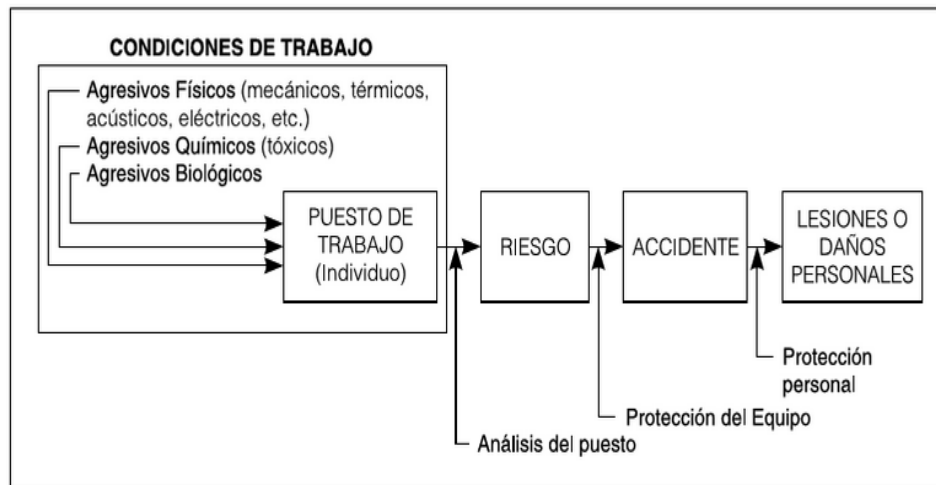 CONDICIONES DE TRABAJO
Agresivos Físicos (mecánicos, térmicos,
acústicos, eléctricos, etc.)
Agresivos Químicos (tóxicos)
Agresivos Biológicos
PUESTO DE
TRABAJO
(Individuo)
RIESGO
ACCIDENTE
LESIONES O
DAÑOS
PERSONALES
Protección
personal
Protección del Equipo
Análisis del puesto